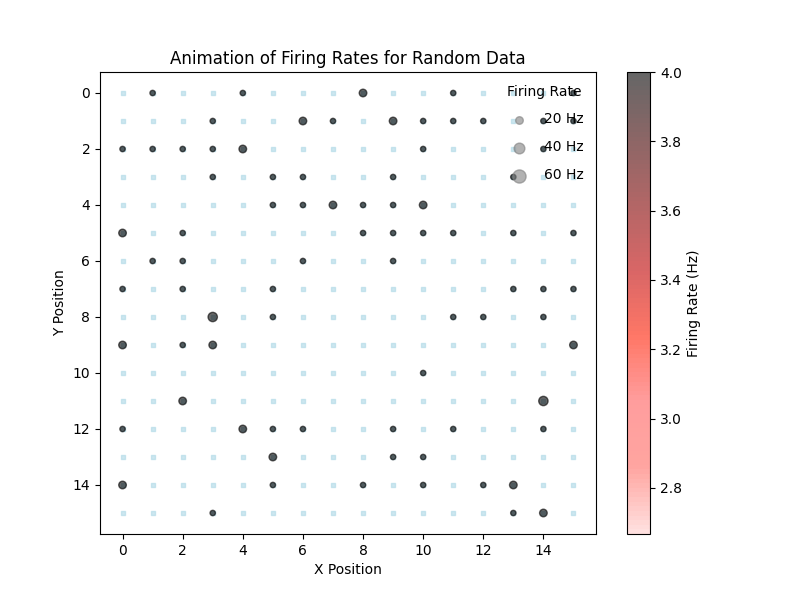 Animation of Firing Rates for Random Data
Firing Rate
20 Hz
40 Hz
60 Hz
0
2
4
6
8
10
12
14
Y Position
0 2 4 6 8 10 12 14
X Position
4.0
3.8
3.6
3.4
3.2
3.0
2.8
Firing Rate (Hz)